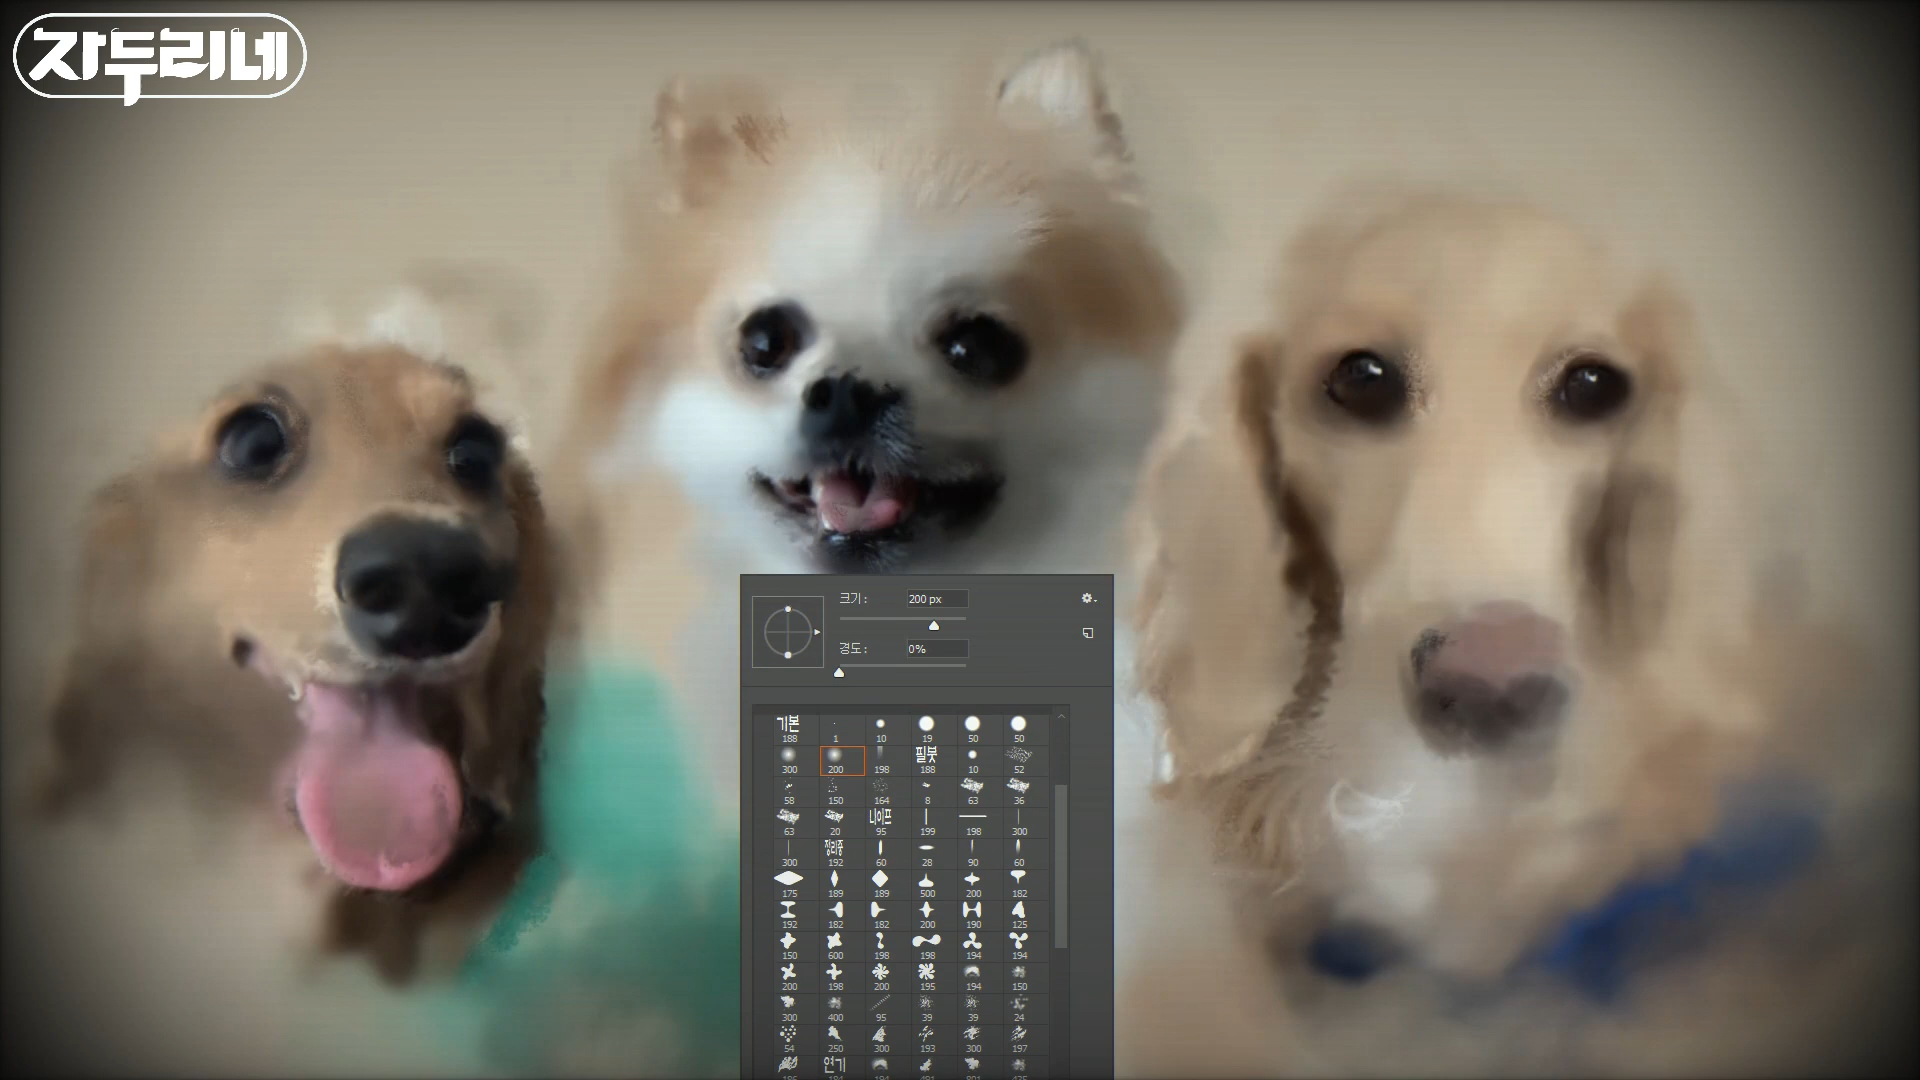 자두리네
크기: 200 px
경도: 0%
기본
188 1 10 19 50 50
필붓
300 200 198 188 10 52
58 150 164 8 63 36
니이프
63 20 95 199 198 300
정리중
300 192 60 28 90 60
175 189 189 500 200 182
192 182 182 200 190 125
150 600 198 198 194 194
200 198 200 195 194 150
300 400 95 39 39 24
54 250 300 193 300 197
연기